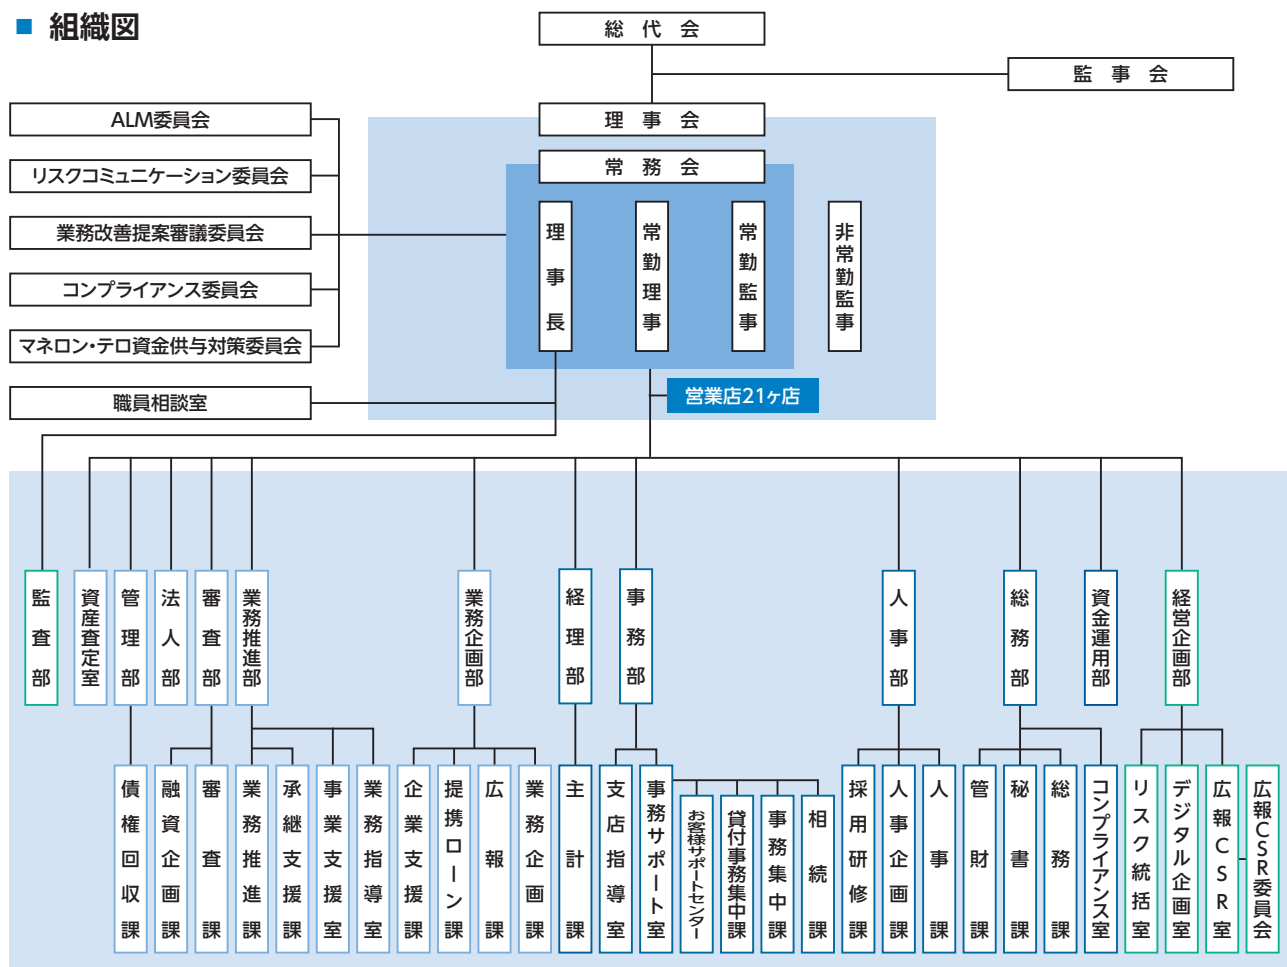 組織図
総代会
監事会
理事会
常務会
ALM委員会
リスクコミュニケーション委員会
業務改善提案審議委員会
コンプライアンス委員会
マネロン・テロ資金供与対策委員会
職員相談室
理事長
常勤理事
常勤監事
非常勤監事
営業店21ヶ店
監査部
資産査定室
管理部
法人部
審査部
業務推進部
業務企画部
経理部
事務部
人事部
総務部
資金運用部
経営企画部
債権回収課
融資企画課
審査課
業務推進課
承継支援課
事業支援室
業務指導室
企業支援課
提携ローン課
広報課
業務企画課
主計課
支店指導室
事務サポート室
お客様サポートセンター
貸付事務集中課
事務集中課
相続課
採用研修課
人事企画課
人事課
管財課
秘書課
総務課
コンプライアンス室
リスク統括室
デジタル企画室
広報CSR室
広報CSR委員会